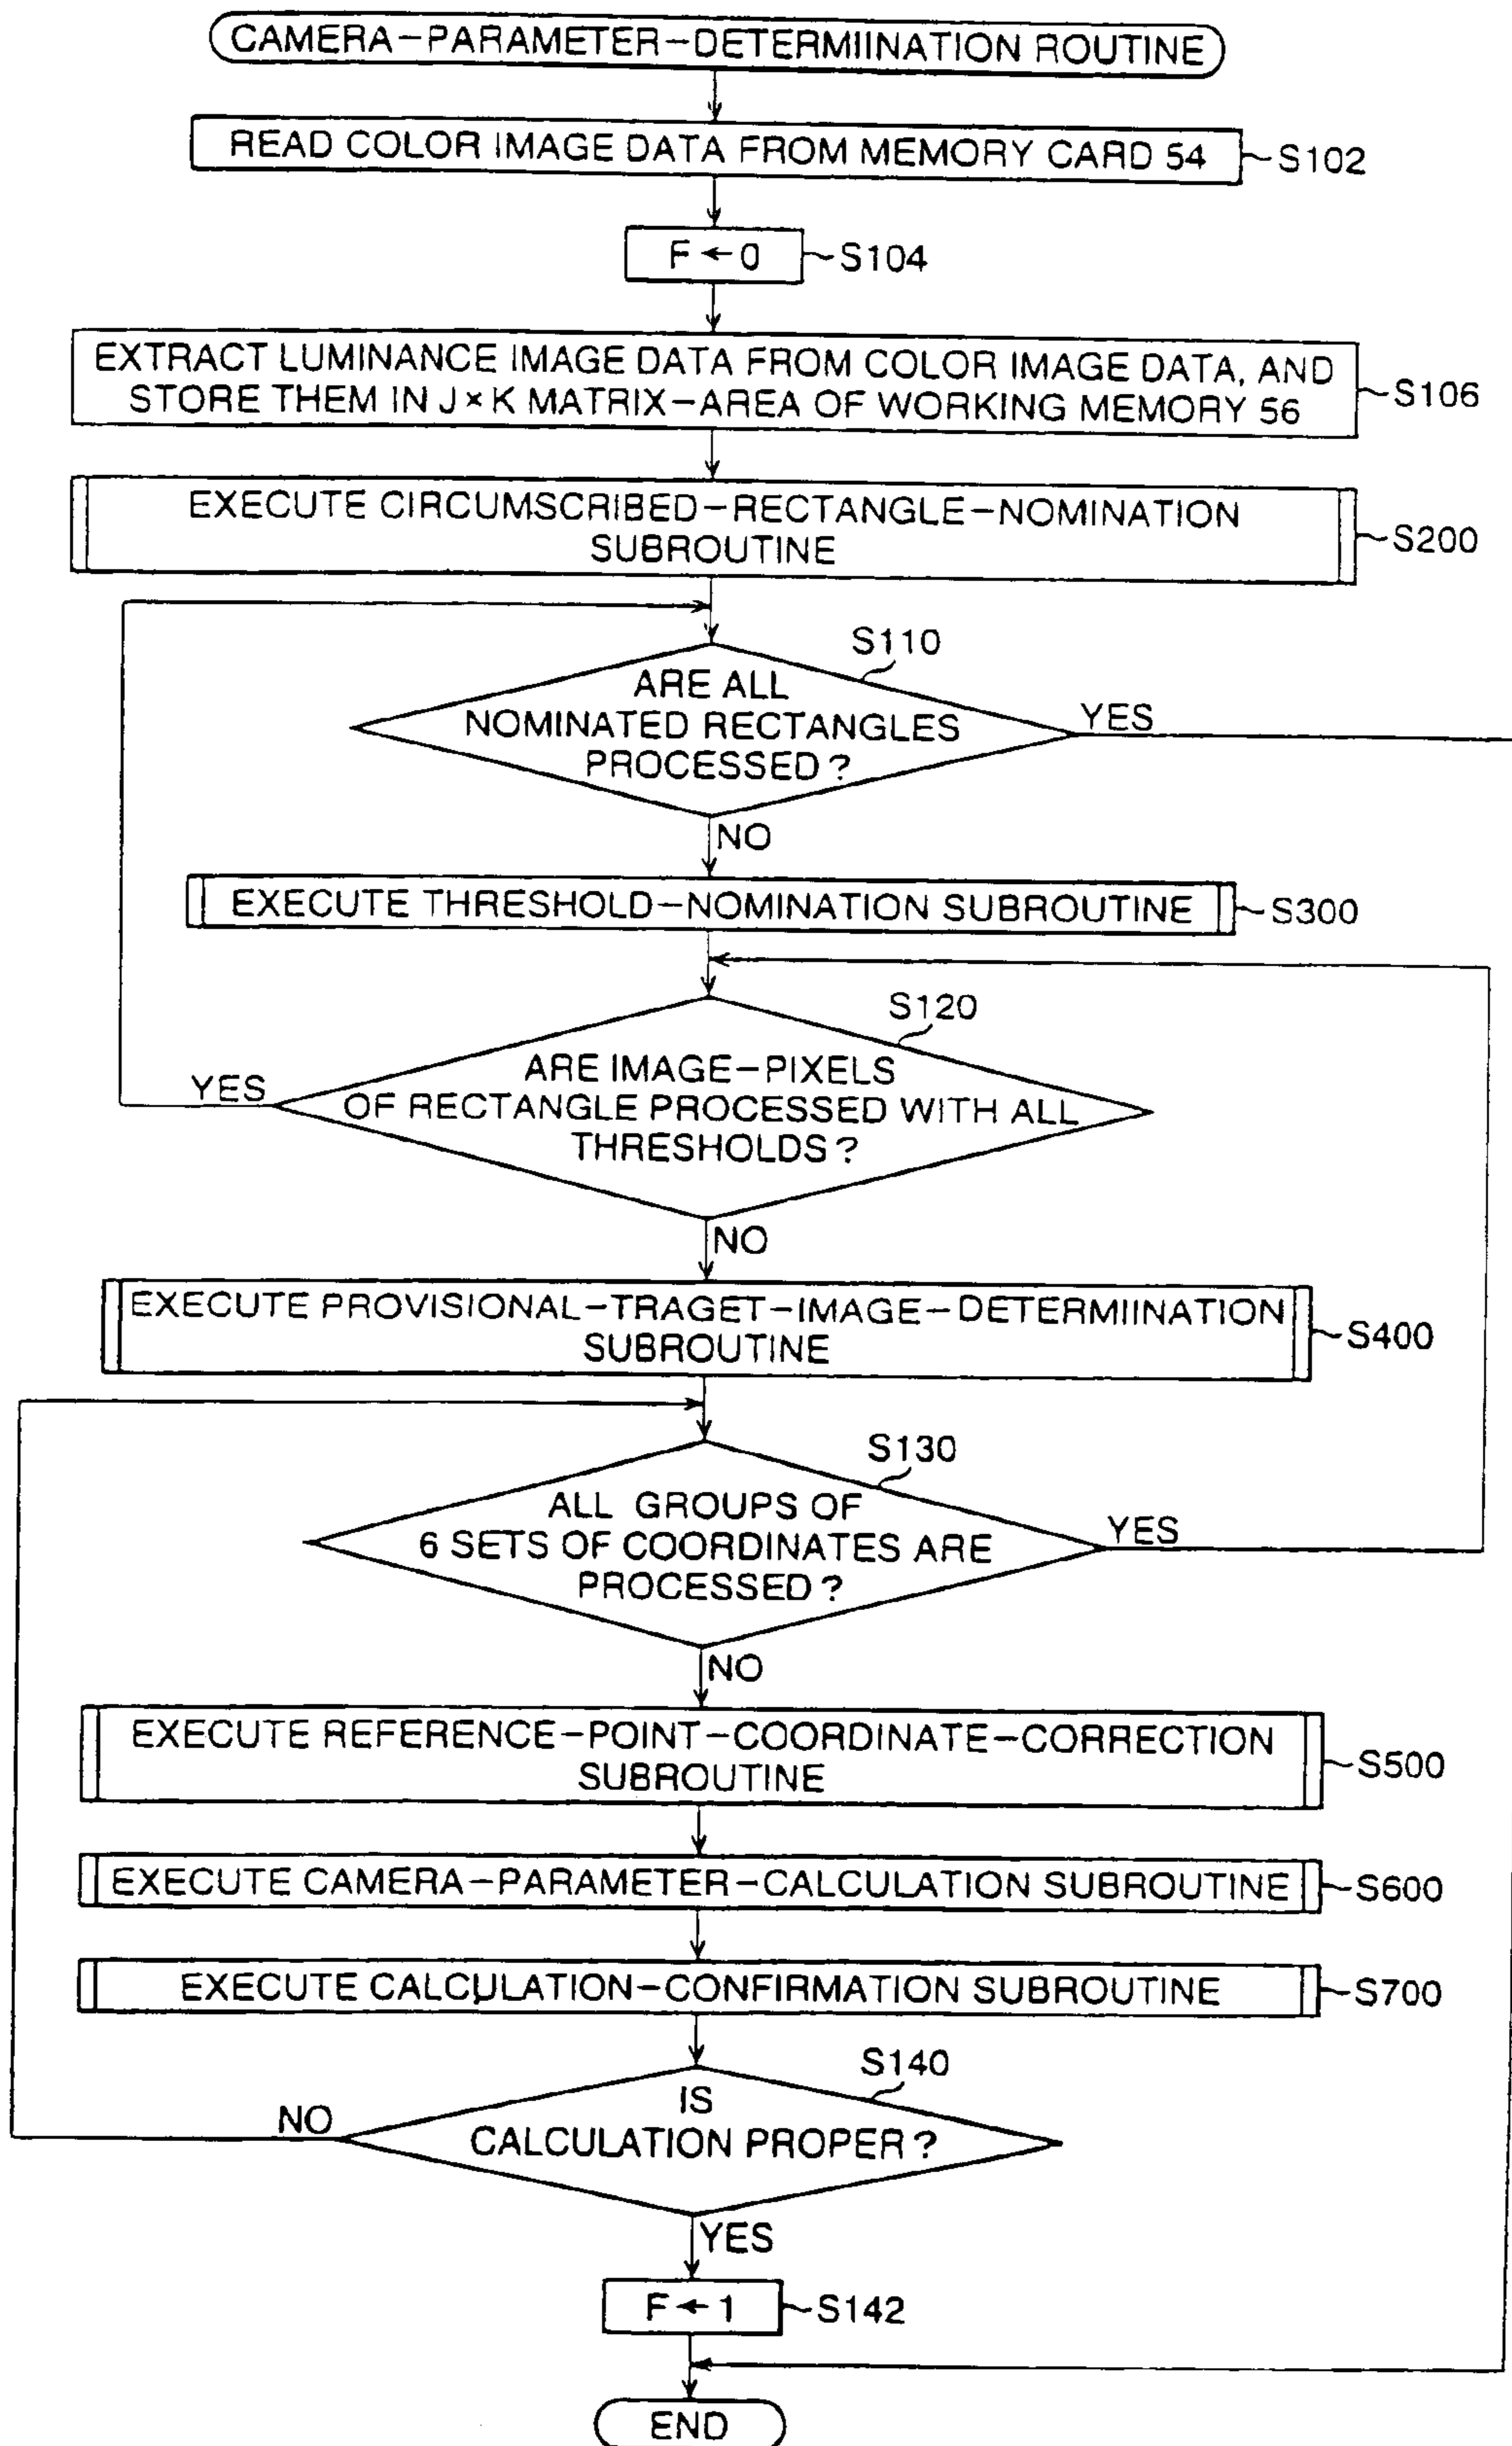 CAMERA-PARAMETER-DETERMIINATION ROUTINE
READ COLOR IMAGE DATA FROM MEMORY CARD 54
S102
F←0
S104
EXTRACT LUMINANCE IMAGE DATA FROM COLOR IMAGE DATA, AND
STORE THEM IN J×K MATRIX-AREA OF WORKING MEMORY 56
S106
EXECUTE CIRCUMSCRIBED-RECTANGLE-NOMINATION
SUBROUTINE
S200
S110
ARE ALL
NOMINATED RECTANGLES
PROCESSED?
YES
NO
EXECUTE THRESHOLD-NOMINATION SUBROUTINE
S300
S120
ARE IMAGE-PIXELS
OF RECTANGLE PROCESSED WITH ALL
THRESHOLDS?
YES
NO
EXECUTE PROVISIONAL-TRAGET-IMAGE-DETERMIINATION
SUBROUTINE
S400
S130
ALL GROUPS OF
6 SETS OF COORDINATES ARE
PROCESSED?
YES
NO
EXECUTE REFERENCE-POINT-COORDINATE-CORRECTION
SUBROUTINE
S500
EXECUTE CAMERA-PARAMETER-CALCULATION SUBROUTINE
S600
EXECUTE CALCULATION-CONFIRMATION SUBROUTINE
S700
S140
IS
CALCULATION PROPER?
NO
YES
F←1
S142
END